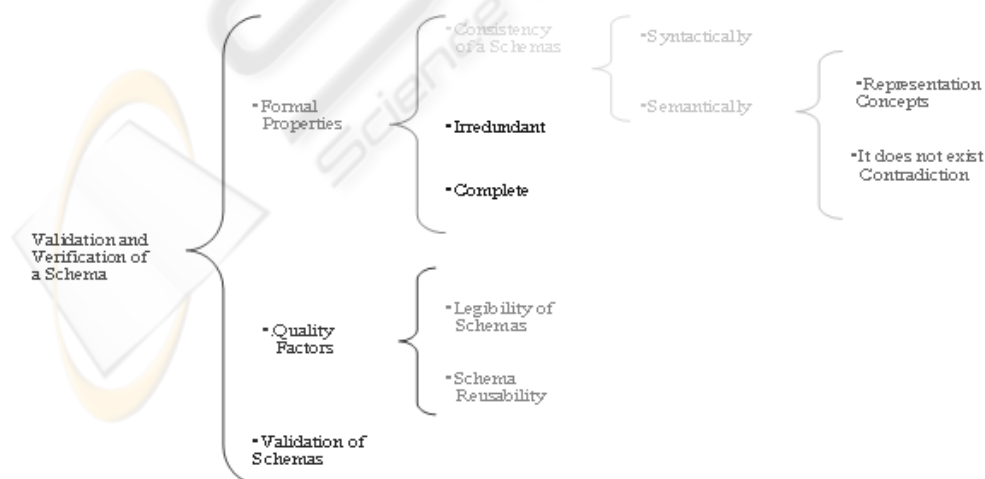 Validation and
Verification of
a Schema
-Formal
Properties
-Consistency
of a Schemas
-Syntactically
-Semantically
-Representation
Concepts
-It does not exist
Contradiction
-Irredundant
-Complete
-.Quality
Factors
-Legibility of
Schemas
-Schema
Reusability
-Validation of
Schemas
Science